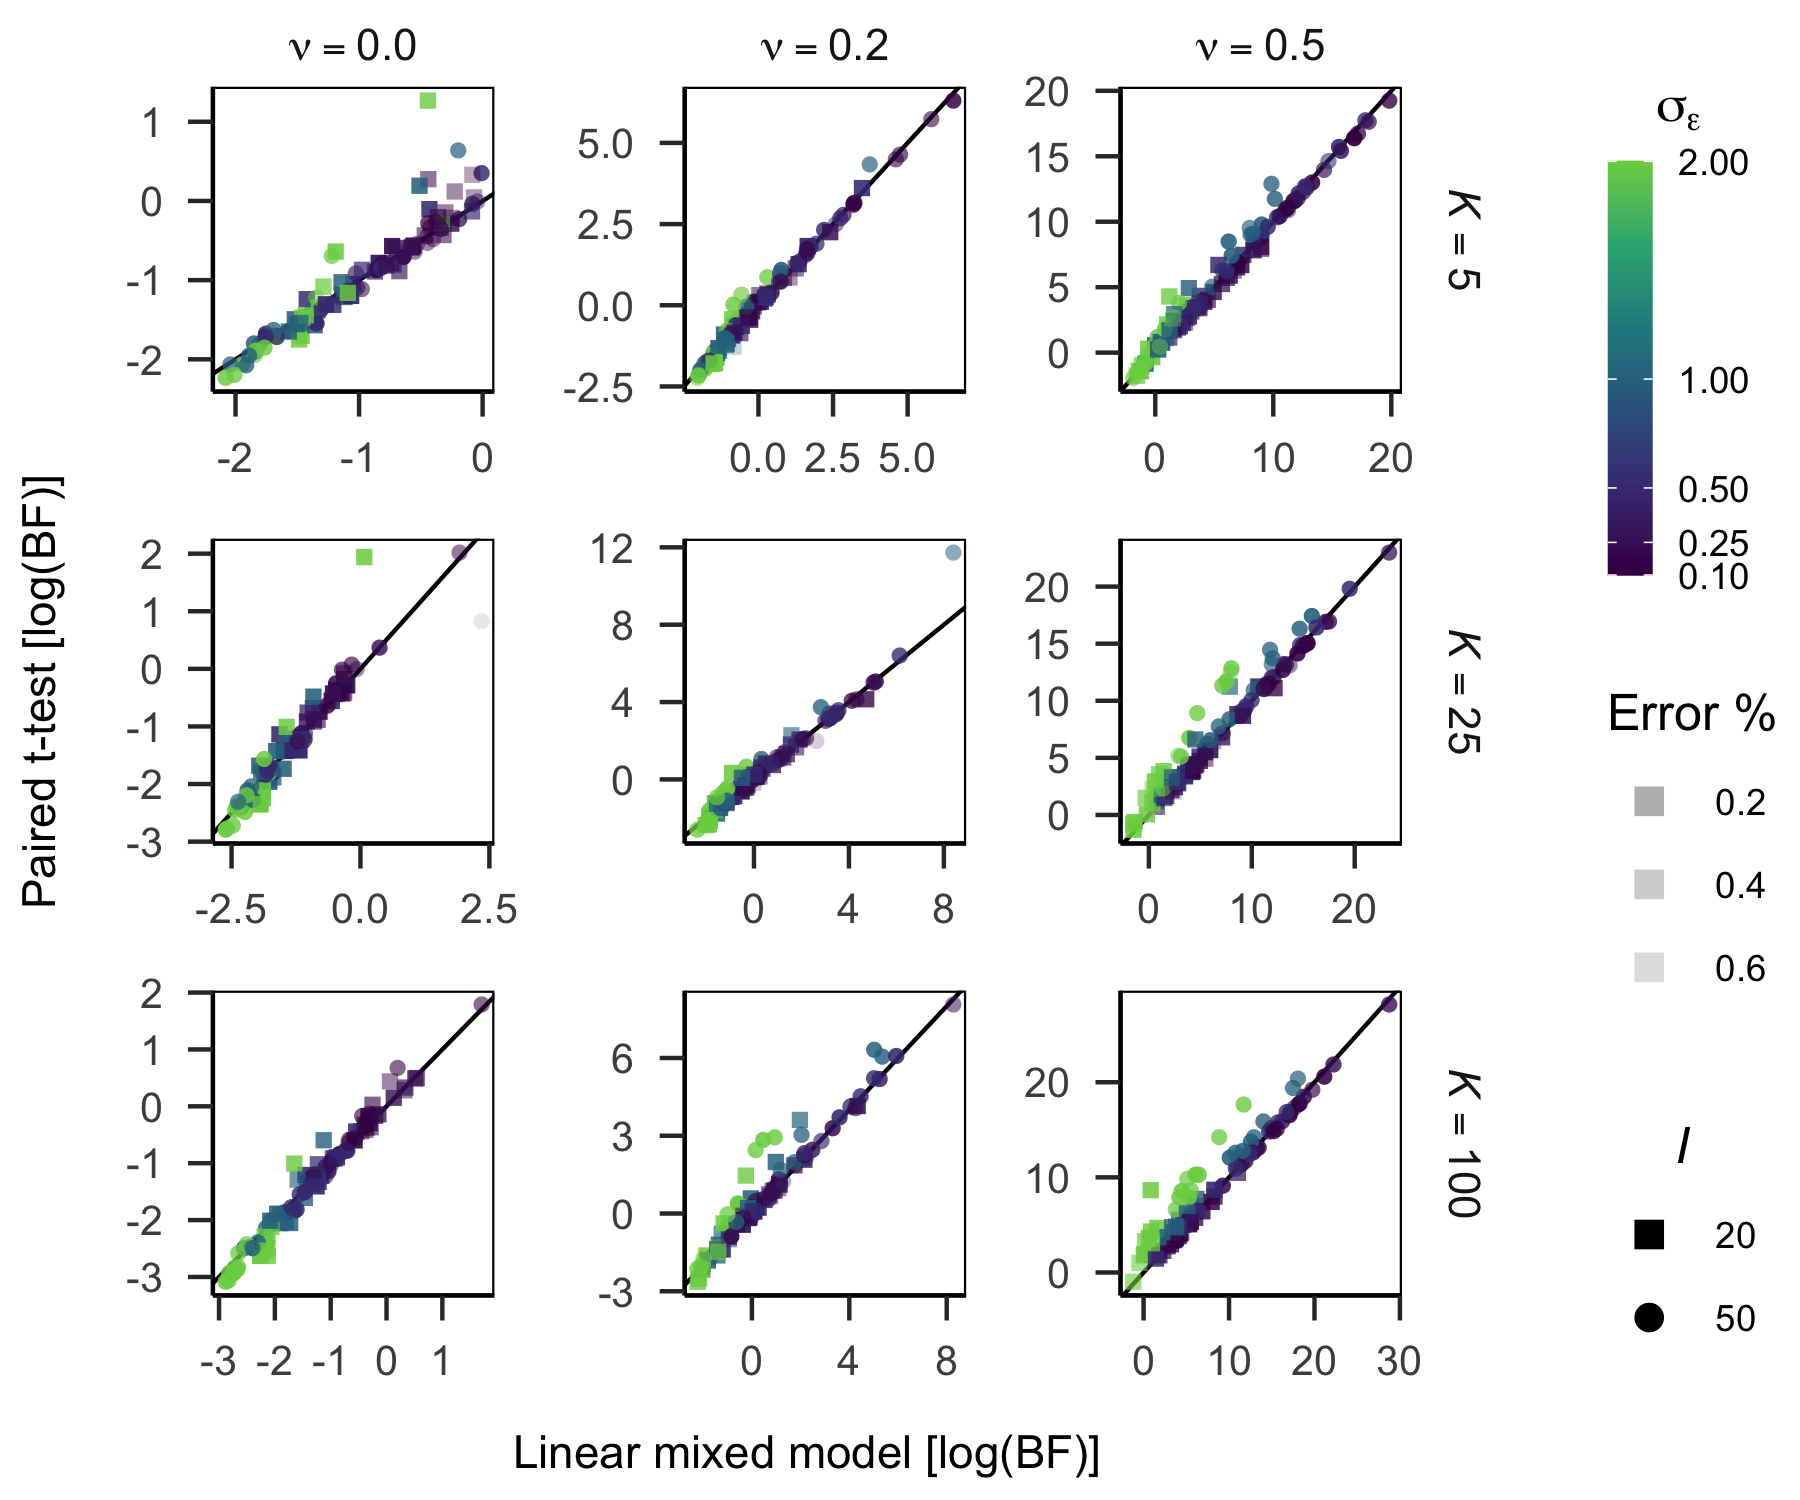 ν = 0.0
ν = 0.2
ν = 0.5
1
0
-1
-2
-2 -1 0
5.0
2.5
0.0
-2.5
0.0 2.5 5.0
20
15
10
5
0
0 10 20
K = 5
2
1
0
-1
-2
-3
-2.5 0.0 2.5
12
8
4
0
0 4 8
20
15
10
5
0
0 10 20
K = 25
2
1
0
-1
-2
-3
-3 -2 -1 0 1
6
3
0
-3
0 4 8
20
10
0
0 10 20 30
K = 100
Paired t-test [log(BF)]
Linear mixed model [log(BF)]
σε
2.00
1.00
0.50
0.25
0.10
Error %
0.2
0.4
0.6
I
20
50